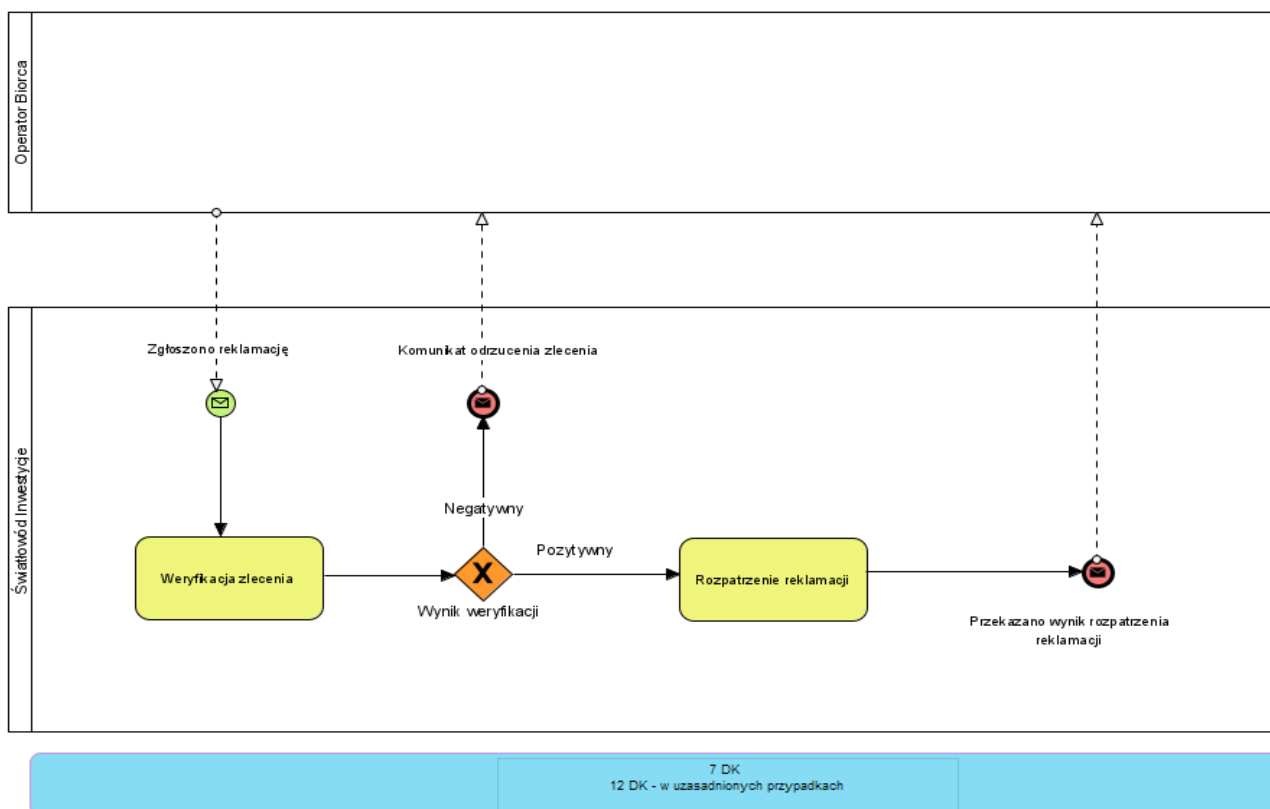 Operator Biorca
Zgłoszono reklamację
Komunikat odrzucenia zlecenia
Światłowód Inwestycje
Negatywny
Pozytywny
Weryfikacja zlecenia
X
Rozpatrzenie reklamacji
Wynik weryfikacji
Przekazano wynik rozpatrzenia
reklamacji
7 DK
12 DK - w uzasadnionych przypadkach